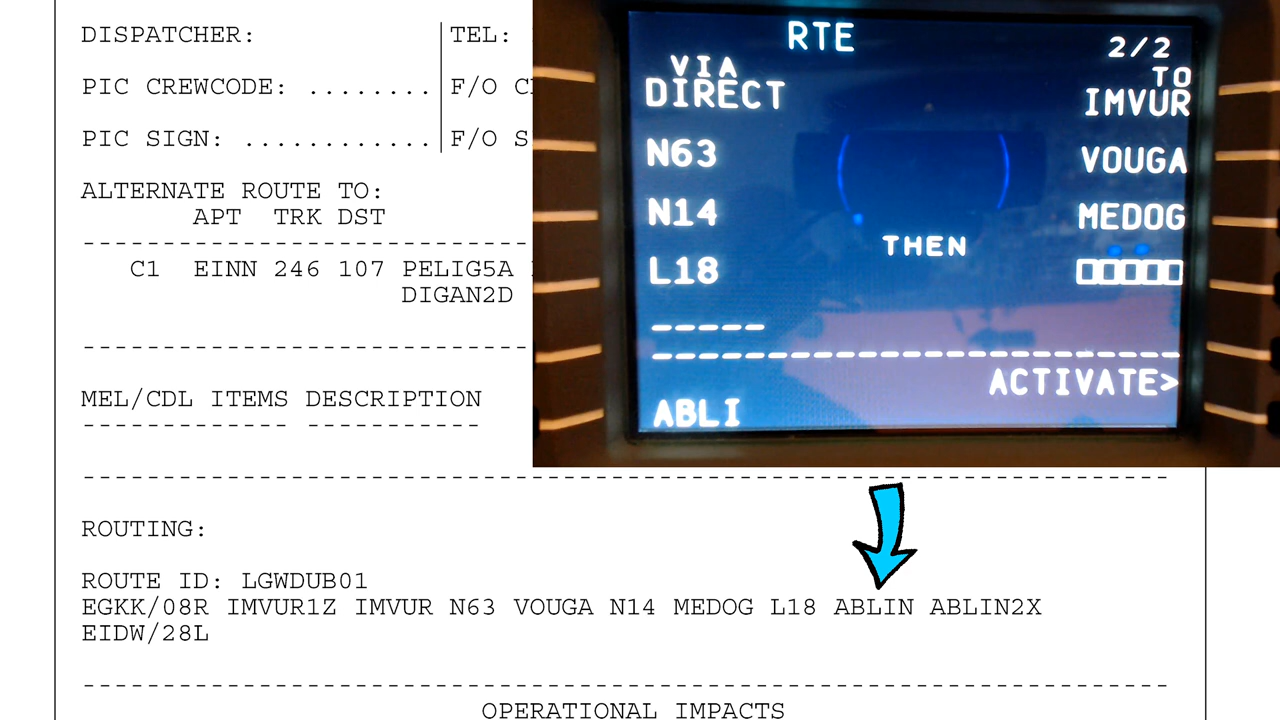 DISPATCHER: TEL:
PIC CREWCODE: ........ F/O
PIC SIGN: ............ F/O
ALTERNATE ROUTE TO:
APT TRK DST
--------------------------
C1 EINN 246 107 PELIG5A
DIGAN2D
--------------------------
MEL/CDL ITEMS DESCRIPTION
------------- -----------
RTE 2/2
VIA TO
DIRECT IMVUR
N63 VOUGA
N14 MEDOG
THEN
L18 □□□□□
-----
--------------------
ACTIVATE>
ABLI
ROUTING:
ROUTE ID: LGWDUB01
EGKK/08R IMVUR1Z IMVUR N63 VOUGA N14 MEDOG L18 ABLIN ABLIN2X
EIDW/28L
OPERATIONAL IMPACTS